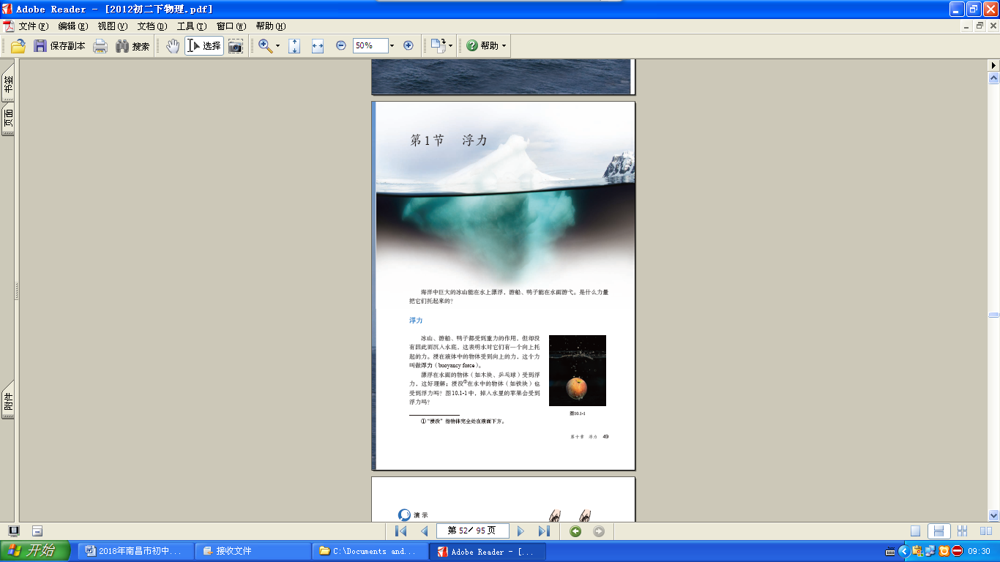 Adobe Reader - [2012初二下物理.pdf]
文件(F) 编辑(E) 视图(V) 文档(D) 工具(T) 窗口(W) 帮助(H)
保存副本 搜索 选择 50% 帮助
书签
页面
附件
第1节 浮力
海洋中巨大的冰山能在水上漂浮，游船、鸭子能在水面游弋。是什么力量
把它们托起来的?
浮力
冰山、游船、鸭子都受到重力的作用，但却没
有因此而沉入水底，这表明水对它们有一个向上托
起的力。浸在液体中的物体受到向上的力，这个力
叫做浮力（buoyancy force）。
漂浮在水面的物体（如木块、乒乓球）受到浮
力，这好理解；浸没①在水中的物体（如铁块）也
受到浮力吗？图10.1-1中，掉入水里的苹果会受到
浮力吗?
图10.1-1
①“浸没”指物体完全处在液面下方。
第十章 浮力 49
演示
第 52/ 95 页
开始 2018年南昌市初中... 接收文件 C:\Documents and... Adobe Reader - [... 09:30